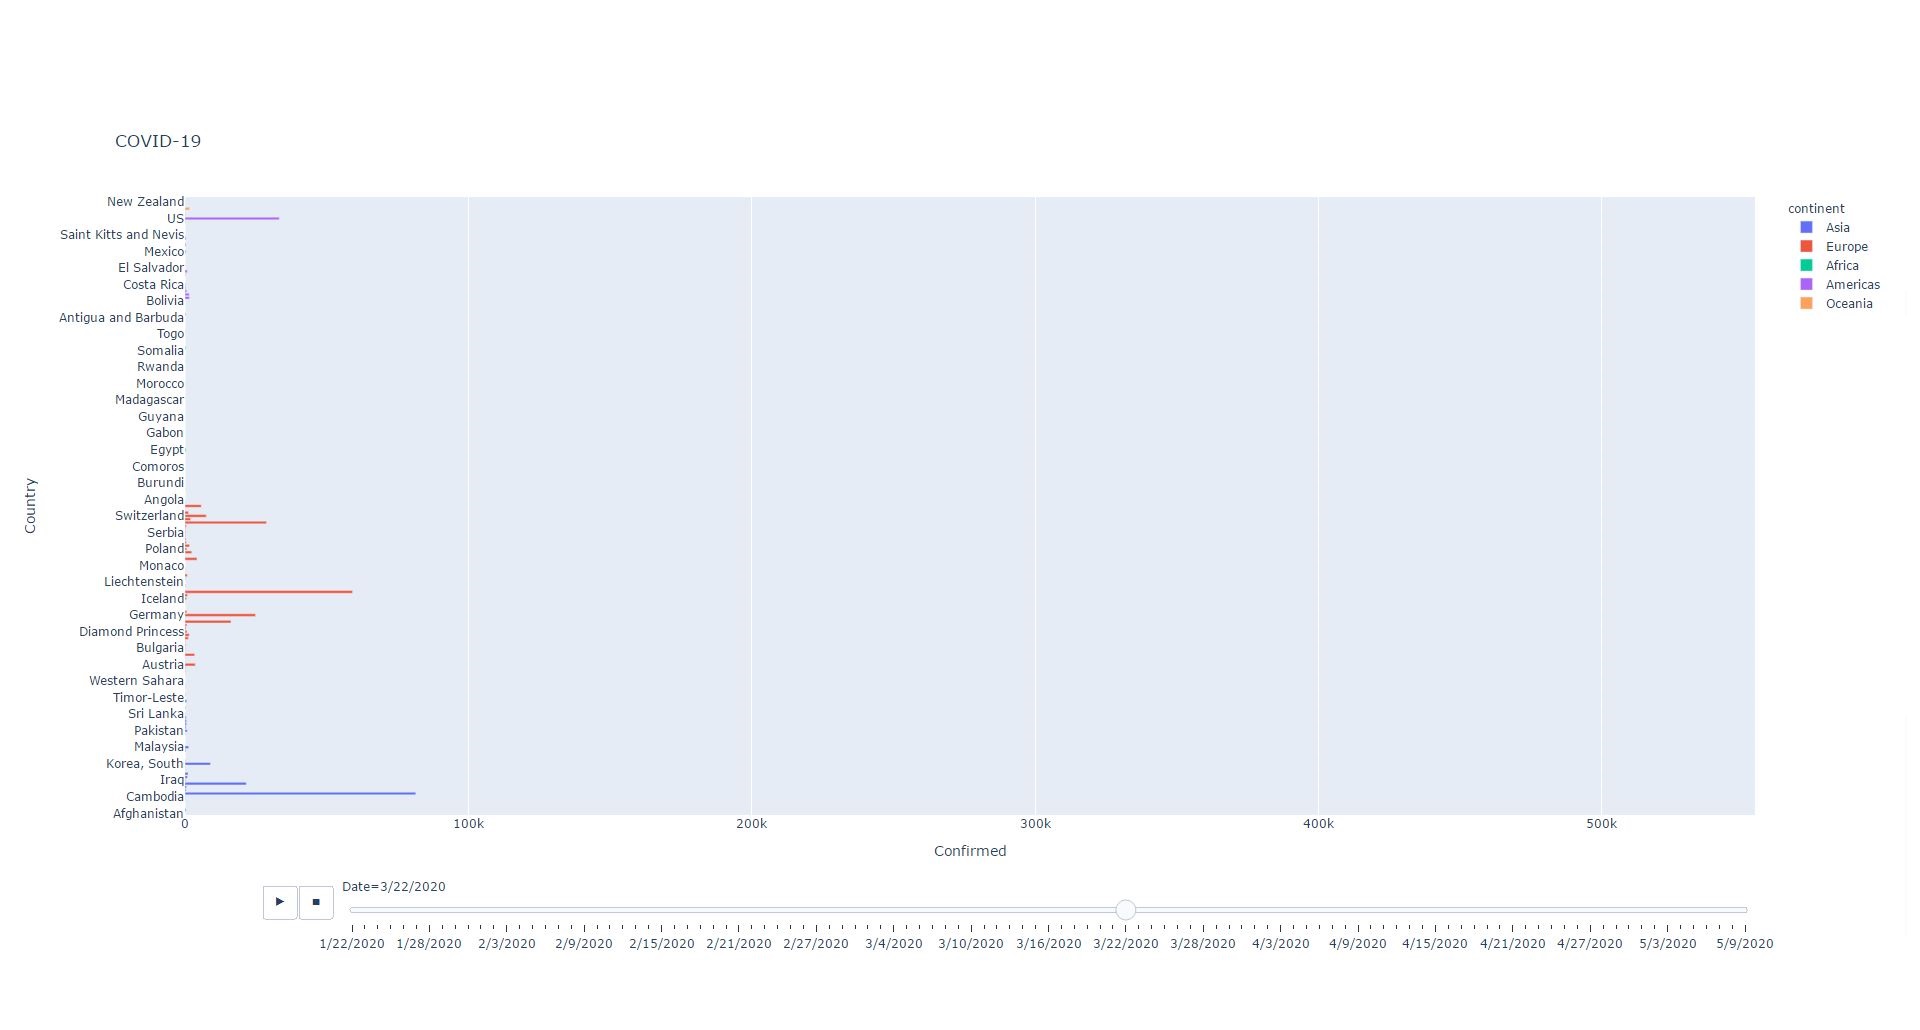 COVID-19
New Zealand
US
Saint Kitts and Nevis
Mexico
El Salvador
Costa Rica
Bolivia
Antigua and Barbuda
Togo
Somalia
Rwanda
Morocco
Madagascar
Guyana
Gabon
Egypt
Comoros
Burundi
Angola
Switzerland
Serbia
Poland
Monaco
Liechtenstein
Iceland
Germany
Diamond Princess
Bulgaria
Austria
Western Sahara
Timor-Leste
Sri Lanka
Pakistan
Malaysia
Korea, South
Iraq
Cambodia
Afghanistan
Country
0 100k 200k 300k 400k 500k
Confirmed
continent
Asia
Europe
Africa
Americas
Oceania
Date=3/22/2020
1/22/2020 1/28/2020 2/3/2020 2/9/2020 2/15/2020 2/21/2020 2/27/2020 3/4/2020 3/10/2020 3/16/2020 3/22/2020 3/28/2020 4/3/2020 4/9/2020 4/15/2020 4/21/2020 4/27/2020 5/3/2020 5/9/2020